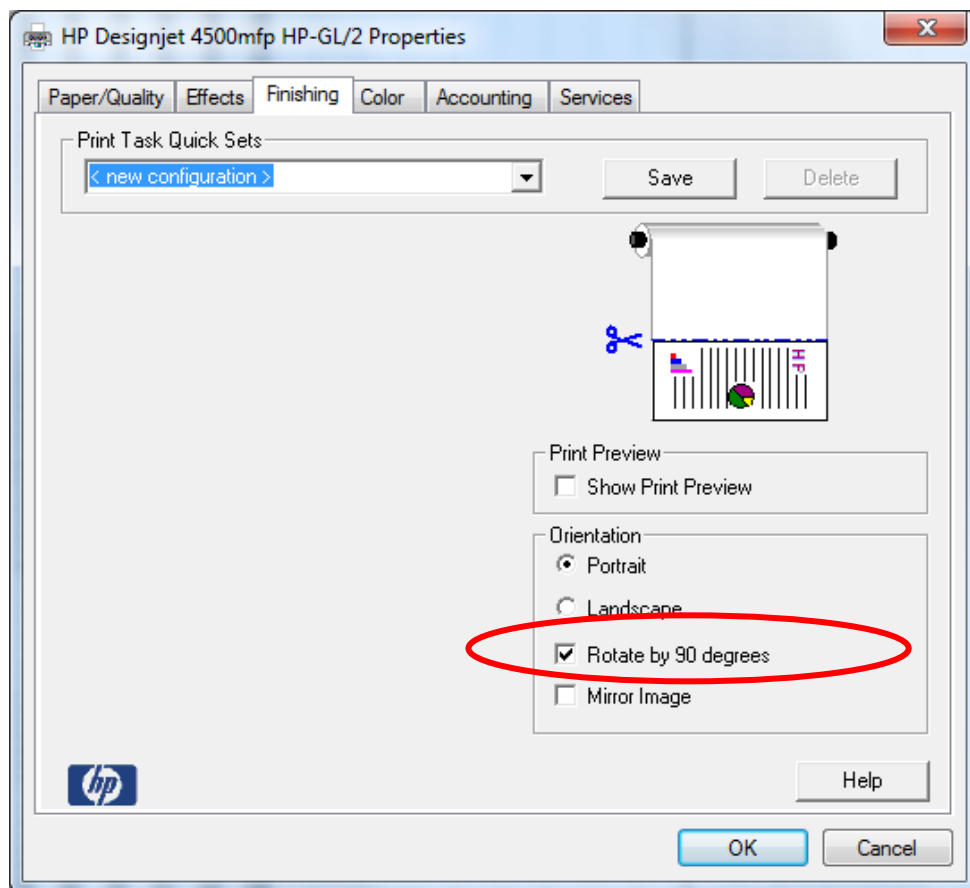 HP Designjet 4500mfp HP-GL/2 Properties
Paper/Quality Effects Finishing Color Accounting Services
Print Task Quick Sets
< new configuration > Save Delete
HP
Print Preview
Show Print Preview
Orientation
Portrait
Landscape
Rotate by 90 degrees
Mirror Image
hp Help
OK Cancel